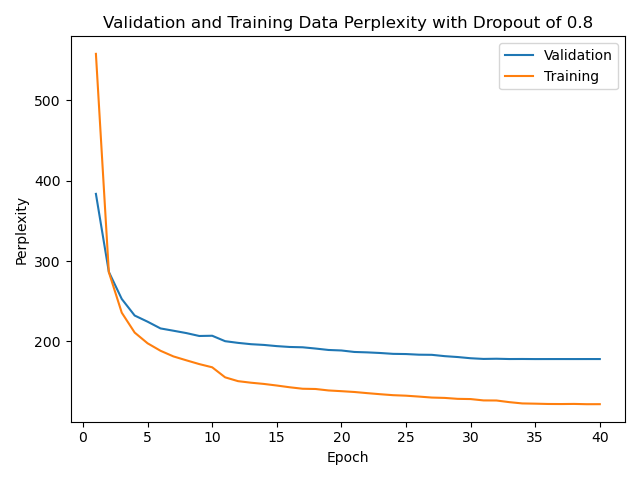 Validation and Training Data Perplexity with Dropout of 0.8
Validation
Training
500
400
300
200
Perplexity
0 5 10 15 20 25 30 35 40
Epoch